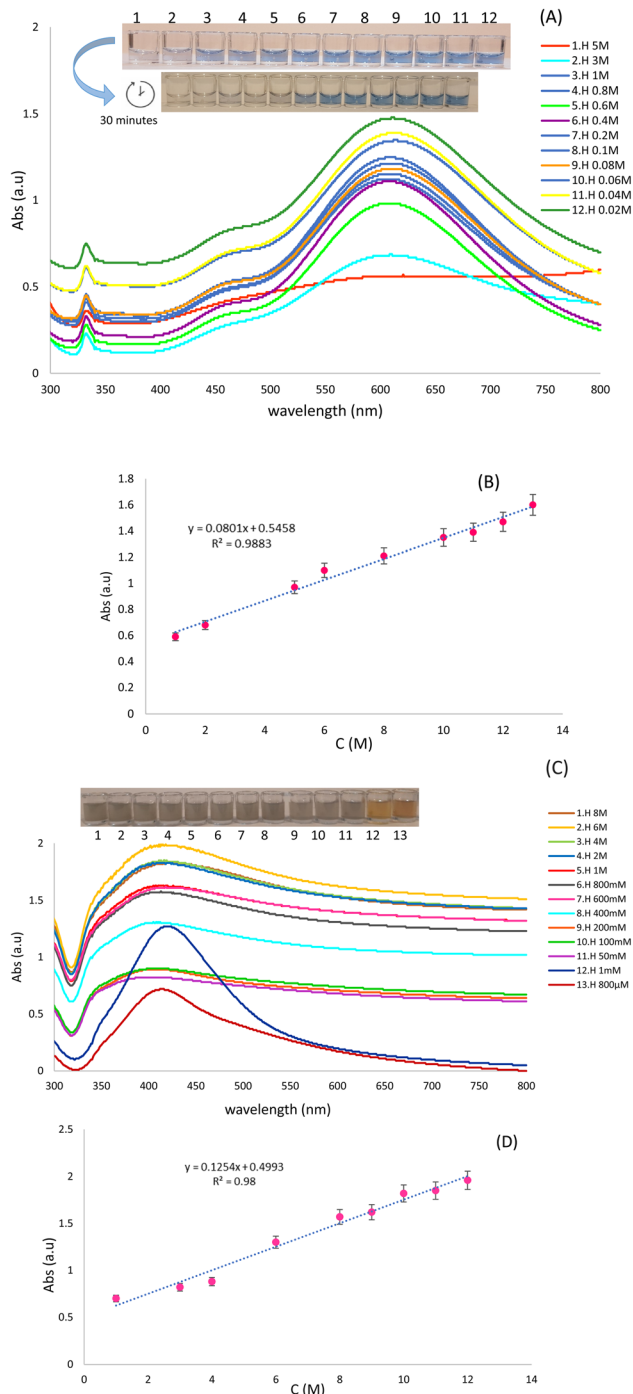 (A)
1 2 3 4 5 6 7 8 9 10 11 12
30 minutes
2
1.5
1
0.5
0
Abs (a.u)
300 350 400 450 500 550 600 650 700 750 800
wavelength (nm)
1.H 5M
2.H 3M
3.H 1M
4.H 0.8M
5.H 0.6M
6.H 0.4M
7.H 0.2M
8.H 0.1M
9.H 0.08M
10.H 0.06M
11.H 0.04M
12.H 0.02M
(B)
y = 0.0801x + 0.5458
R² = 0.9883
1.8
1.6
1.4
1.2
1
0.8
0.6
0.4
0.2
0
Abs (a.u)
0 2 4 6 8 10 12 14
C (M)
(C)
1 2 3 4 5 6 7 8 9 10 11 12 13
2
1.5
1
0.5
0
Abs (a.u)
300 350 400 450 500 550 600 650 700 750 800
wavelength (nm)
1.H 8M
2.H 6M
3.H 4M
4.H 2M
5.H 1M
6.H 800mM
7.H 600mM
8.H 400mM
9.H 200mM
10.H 100mM
11.H 50mM
12.H 1mM
13.H 800µM
(D)
y = 0.1254x + 0.4993
R² = 0.98
2.5
2
1.5
1
0.5
0
Abs (a.u)
0 2 4 6 8 10 12 14
C (M)